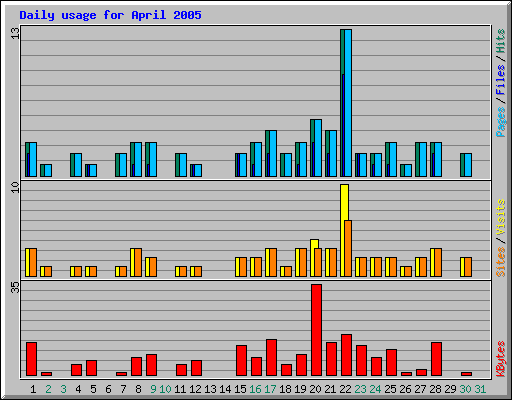 Daily usage for April 2005
13
Pages / Files / Hits
10
Sites / Visits
35
KBytes
1 2 3 4 5 6 7 8 9 10 11 12 13 14 15 16 17 18 19 20 21 22 23 24 25 26 27 28 29 30 31